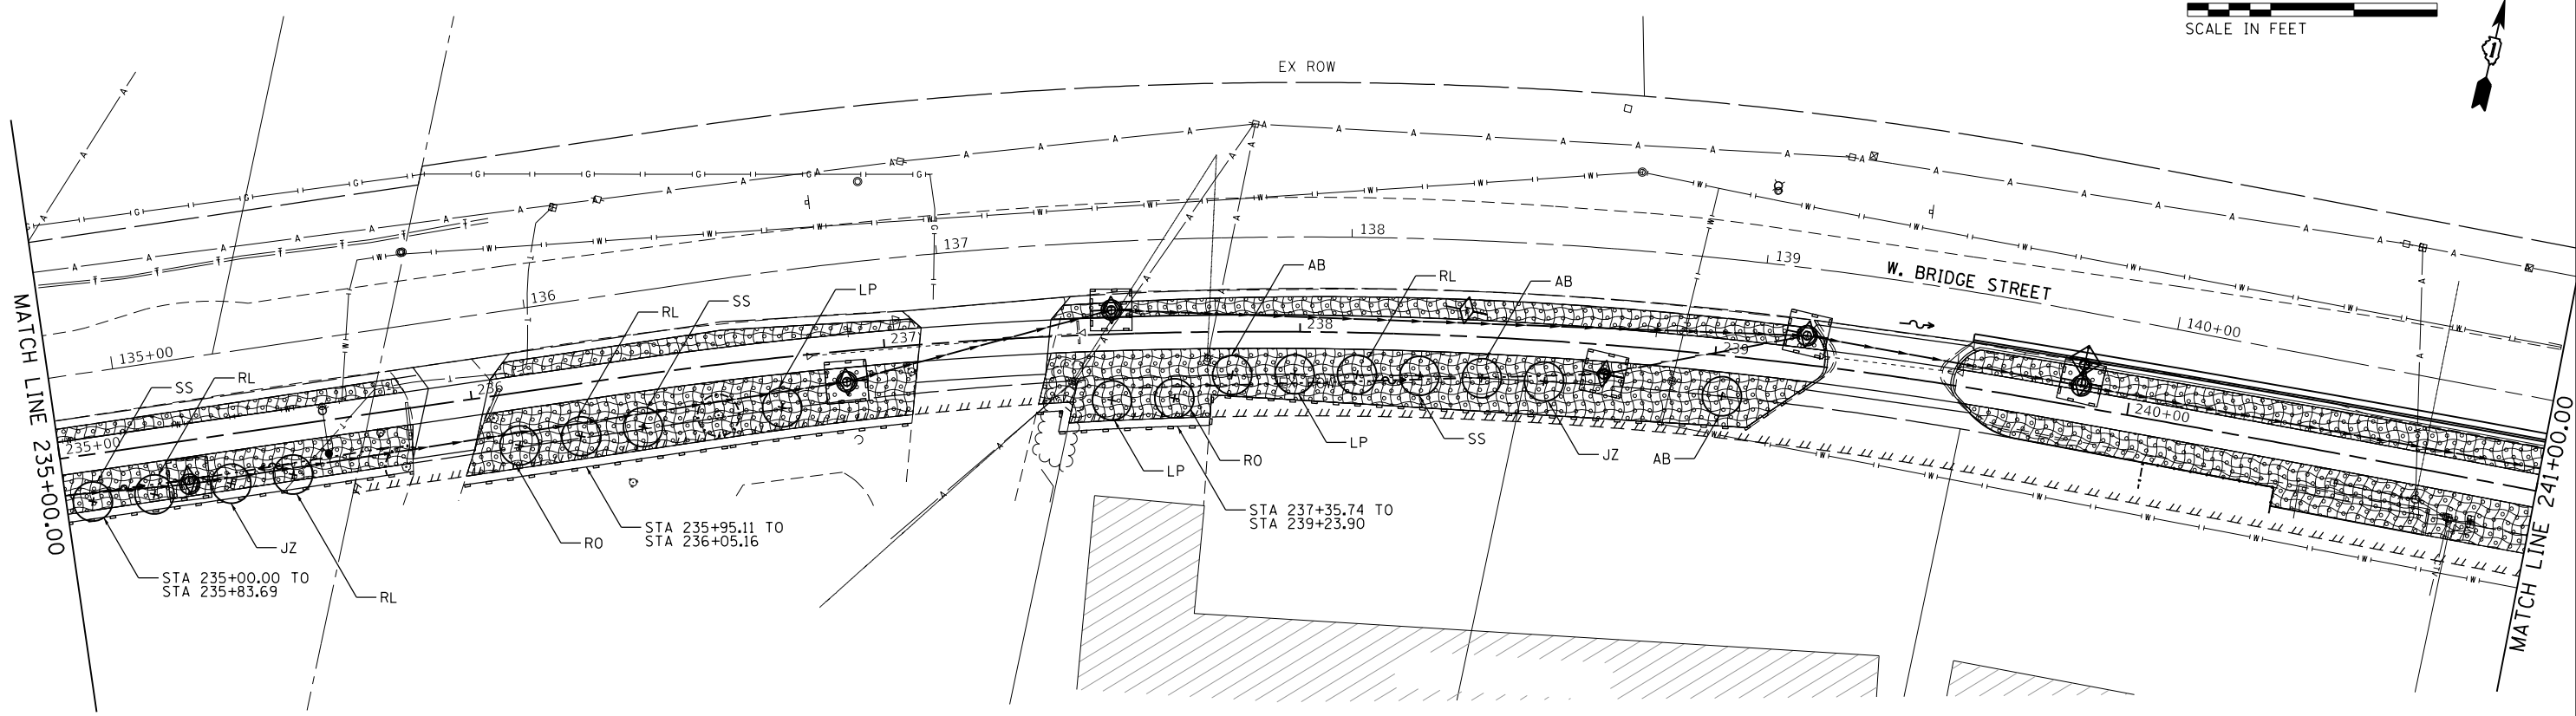 SCALE IN FEET
1
EX ROW
MATCH LINE 235+00.00
135+00
136
137
138
139
140+00
W. BRIDGE STREET
235+00
236
237
238
239
240+00
SS
RL
RL
SS
LP
AB
RL
AB
JZ
RL
RO
LP
RO
LP
SS
JZ
AB
STA 235+00.00 TO
STA 235+83.69
STA 235+95.11 TO
STA 236+05.16
STA 237+35.74 TO
STA 239+23.90
MATCH LINE 241+00.00